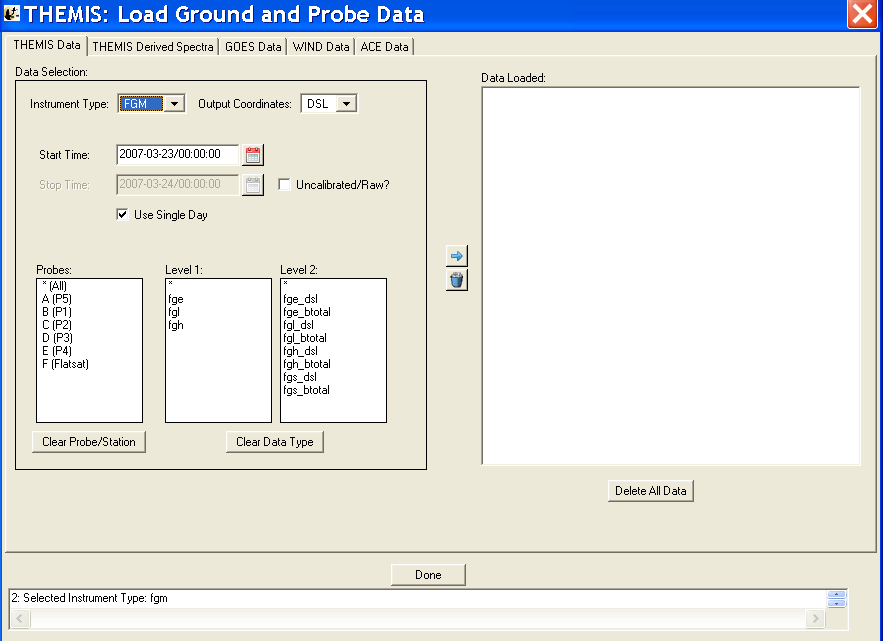 THEMIS: Load Ground and Probe Data
THEMIS Data THEMIS Derived Spectra GOES Data WIND Data ACE Data
Data Selection:
Instrument Type: FGM Output Coordinates: DSL
Start Time: 2007-03-23/00:00:00
Stop Time: 2007-03-24/00:00:00 Uncalibrated/Raw?
Use Single Day
Probes:
* (All)
A (P5)
B (P1)
C (P2)
D (P3)
E (P4)
F (Flatsat)
Level 1:
*
fge
fgl
fgh
Level 2:
*
fge_dsl
fge_btotal
fgl_dsl
fgl_btotal
fgh_dsl
fgh_btotal
fgs_dsl
fgs_btotal
Clear Probe/Station Clear Data Type
Data Loaded:
Delete All Data
Done
2: Selected Instrument Type: fgm